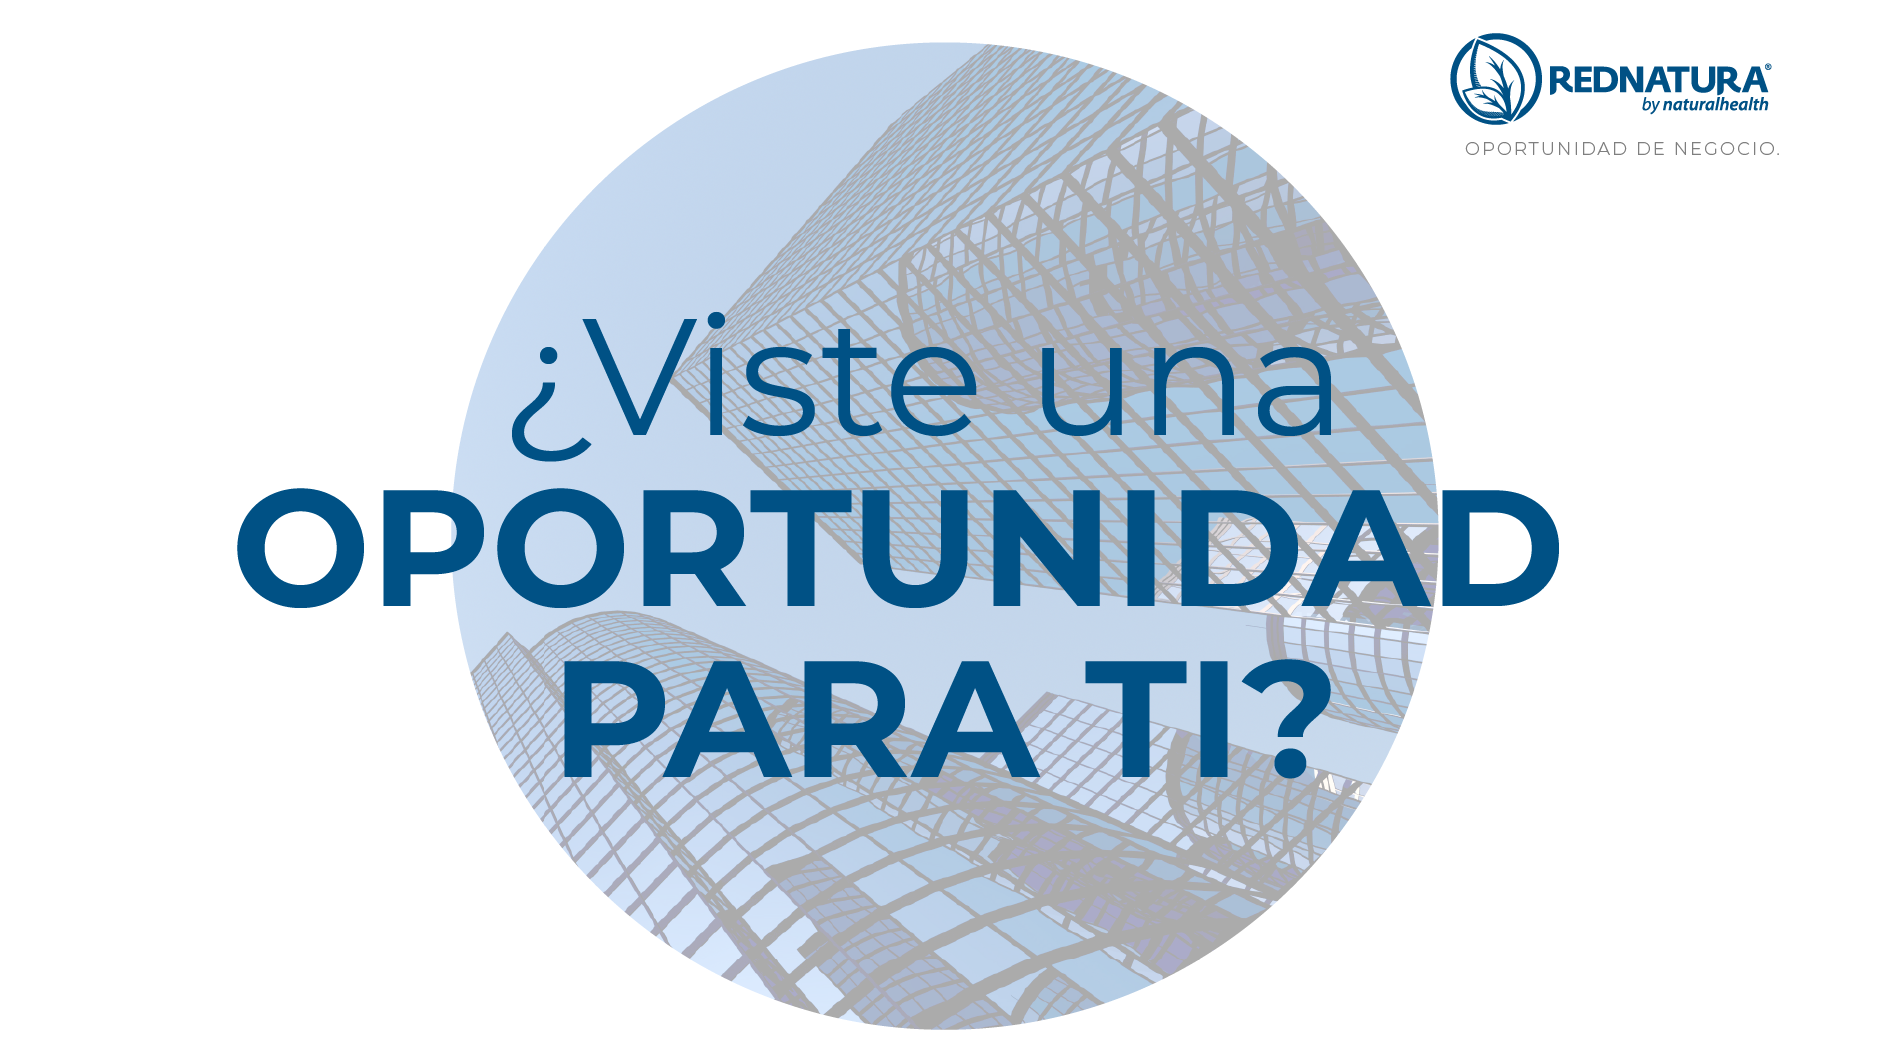 REDNATURA®
by naturalhealth
OPORTUNIDAD DE NEGOCIO.
¿Viste una
OPORTUNIDAD
PARA TI?